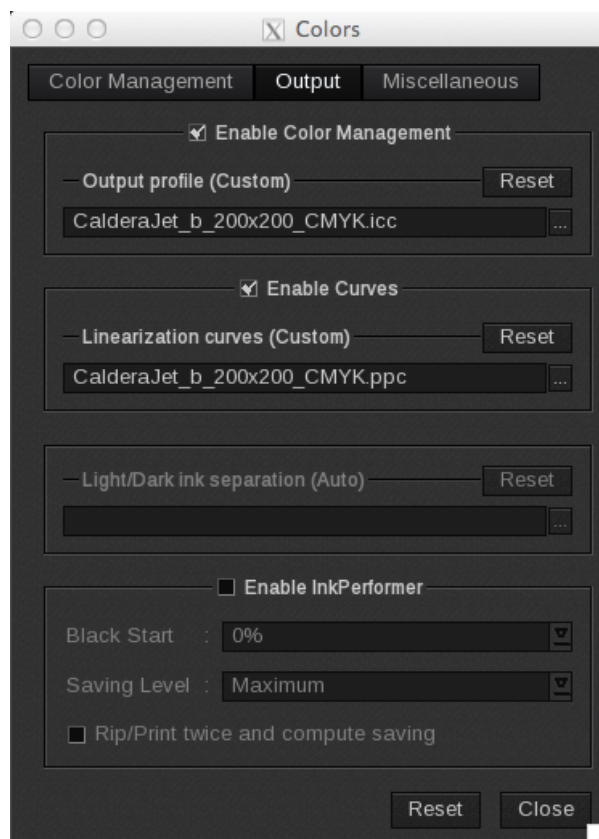 Colors
Color Management Output Miscellaneous
Enable Color Management
Output profile (Custom) Reset
CalderaJet_b_200x200_CMYK.icc ...
Enable Curves
Linearization curves (Custom) Reset
CalderaJet_b_200x200_CMYK.ppc ...
Light/Dark ink separation (Auto) Reset
...
Enable InkPerformer
Black Start : 0%
Saving Level : Maximum
Rip/Print twice and compute saving
Reset Close